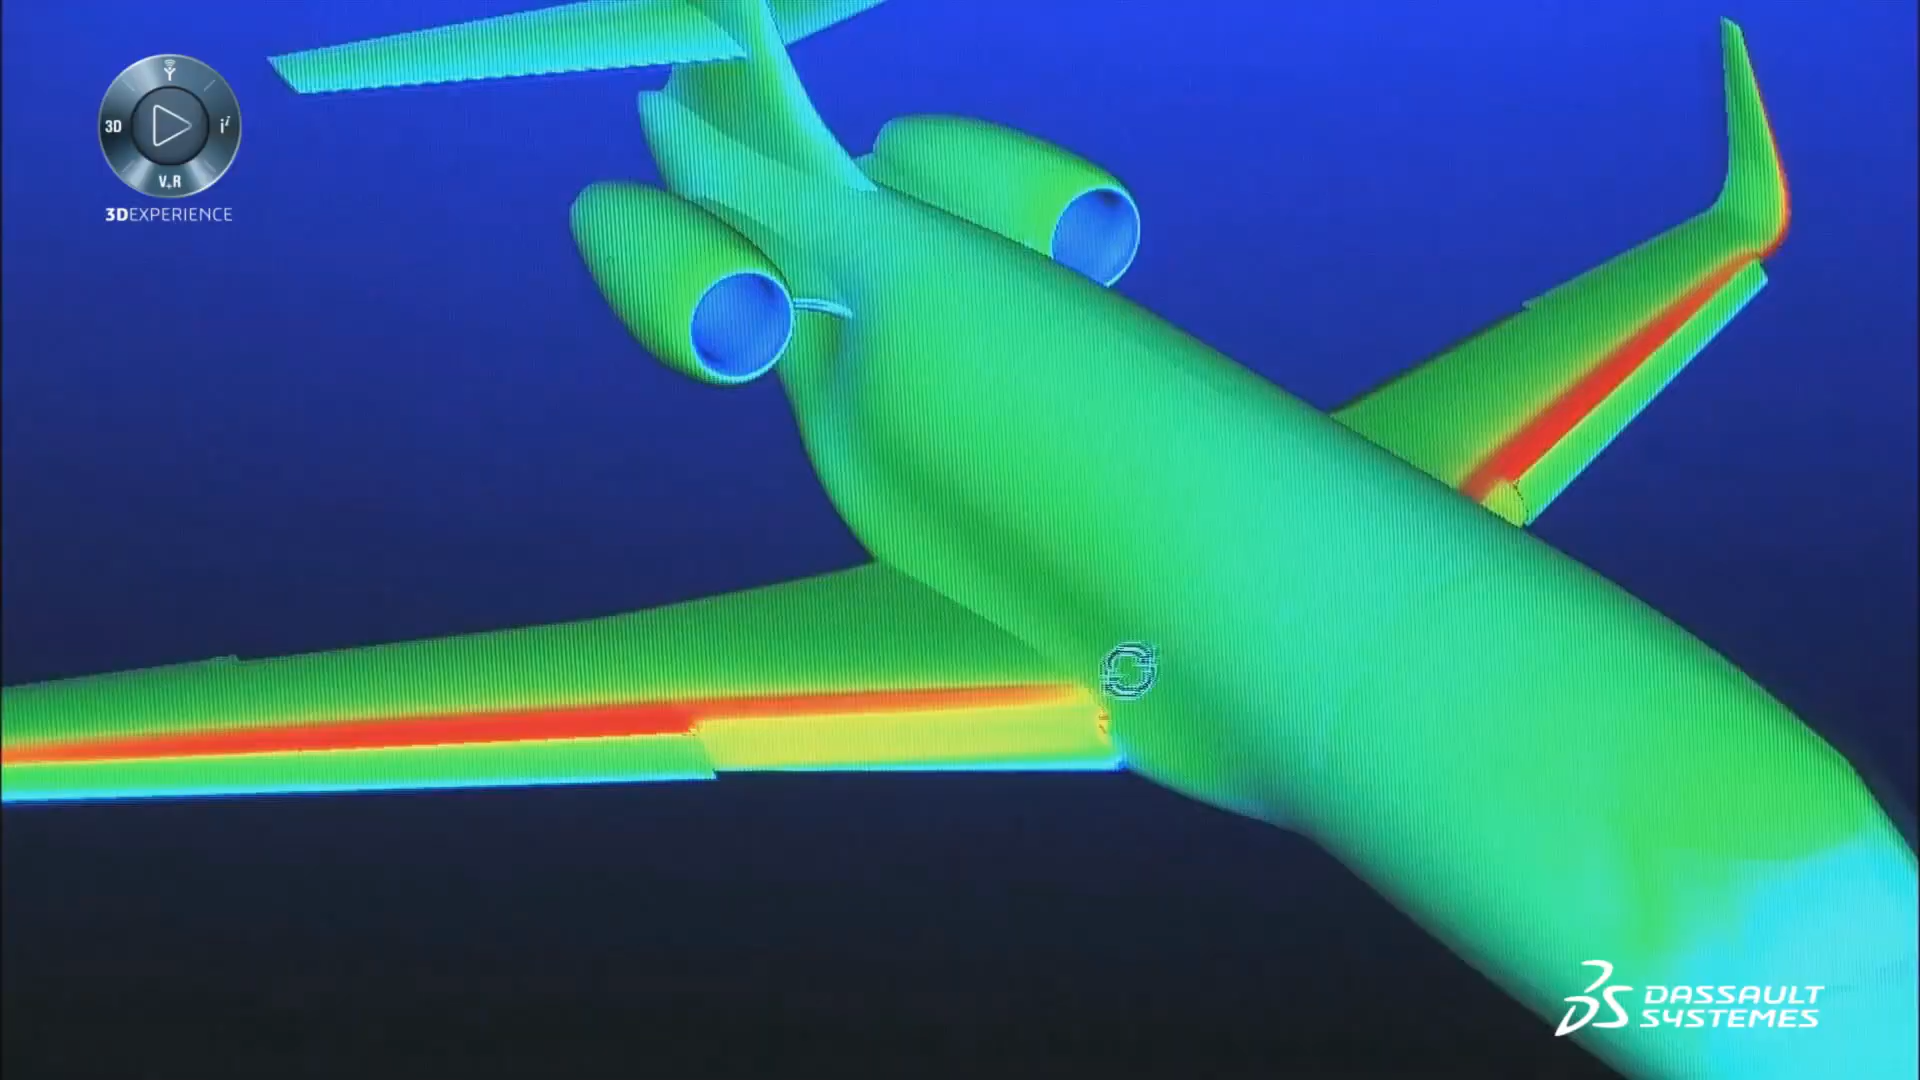 3D
i
V+R
3DEXPERIENCE
DASSAULT
SYSTEMES